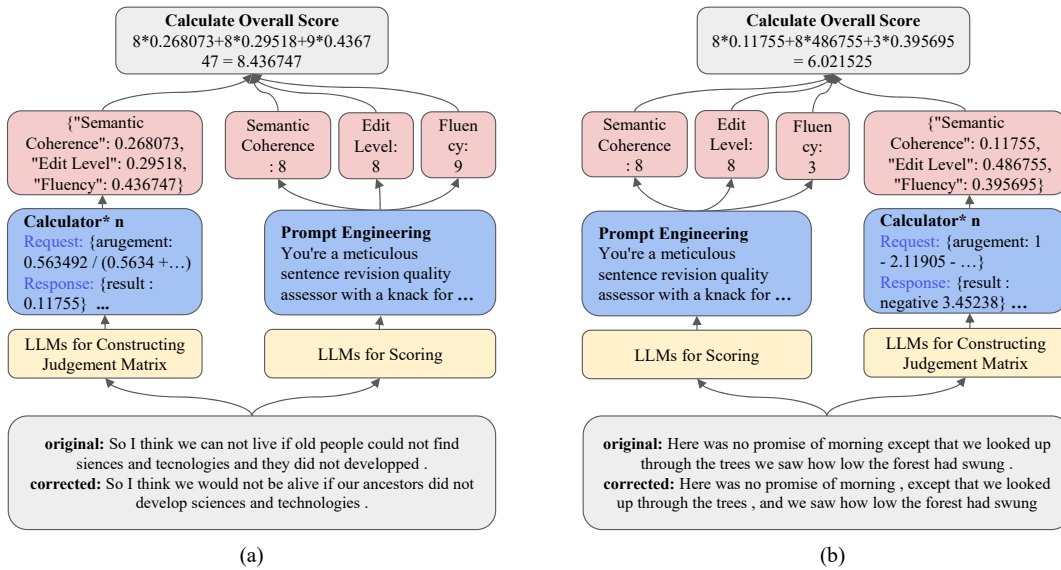 Calculate Overall Score
8*0.268073+8*0.29518+9*0.4367
47 = 8.436747
{"Semantic
Coherence": 0.268073,
"Edit Level": 0.29518,
"Fluency": 0.436747}
Semantic
Coherence
: 8
Edit
Level:
8
Fluen
cy:
9
Calculator* n
Request: {arugement:
0.563492 / (0.5634 +…)
Response: {result :
0.11755} ...
Prompt Engineering
You're a meticulous
sentence revision quality
assessor with a knack for ...
LLMs for Constructing
Judgement Matrix
LLMs for Scoring
original: So I think we can not live if old people could not find
siences and tecnologies and they did not developped .
corrected: So I think we would not be alive if our ancestors did not
develop sciences and technologies .
(a)
Calculate Overall Score
8*0.11755+8*486755+3*0.395695
= 6.021525
Semantic
Coherence
: 8
Edit
Level:
8
Fluen
cy:
3
{"Semantic
Coherence": 0.11755,
"Edit Level": 0.486755,
"Fluency": 0.395695}
Prompt Engineering
You're a meticulous
sentence revision quality
assessor with a knack for ...
Calculator* n
Request: {arugement: 1
- 2.11905 - …}
Response: {result :
negative 3.45238} ...
LLMs for Scoring
LLMs for Constructing
Judgement Matrix
original: Here was no promise of morning except that we looked up
through the trees we saw how low the forest had swung .
corrected: Here was no promise of morning , except that we looked
up through the trees , and we saw how low the forest had swung
(b)